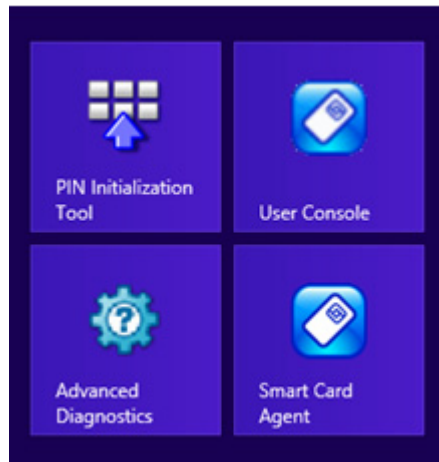 PIN Initialization
Tool
User Console
Advanced
Diagnostics
Smart Card
Agent